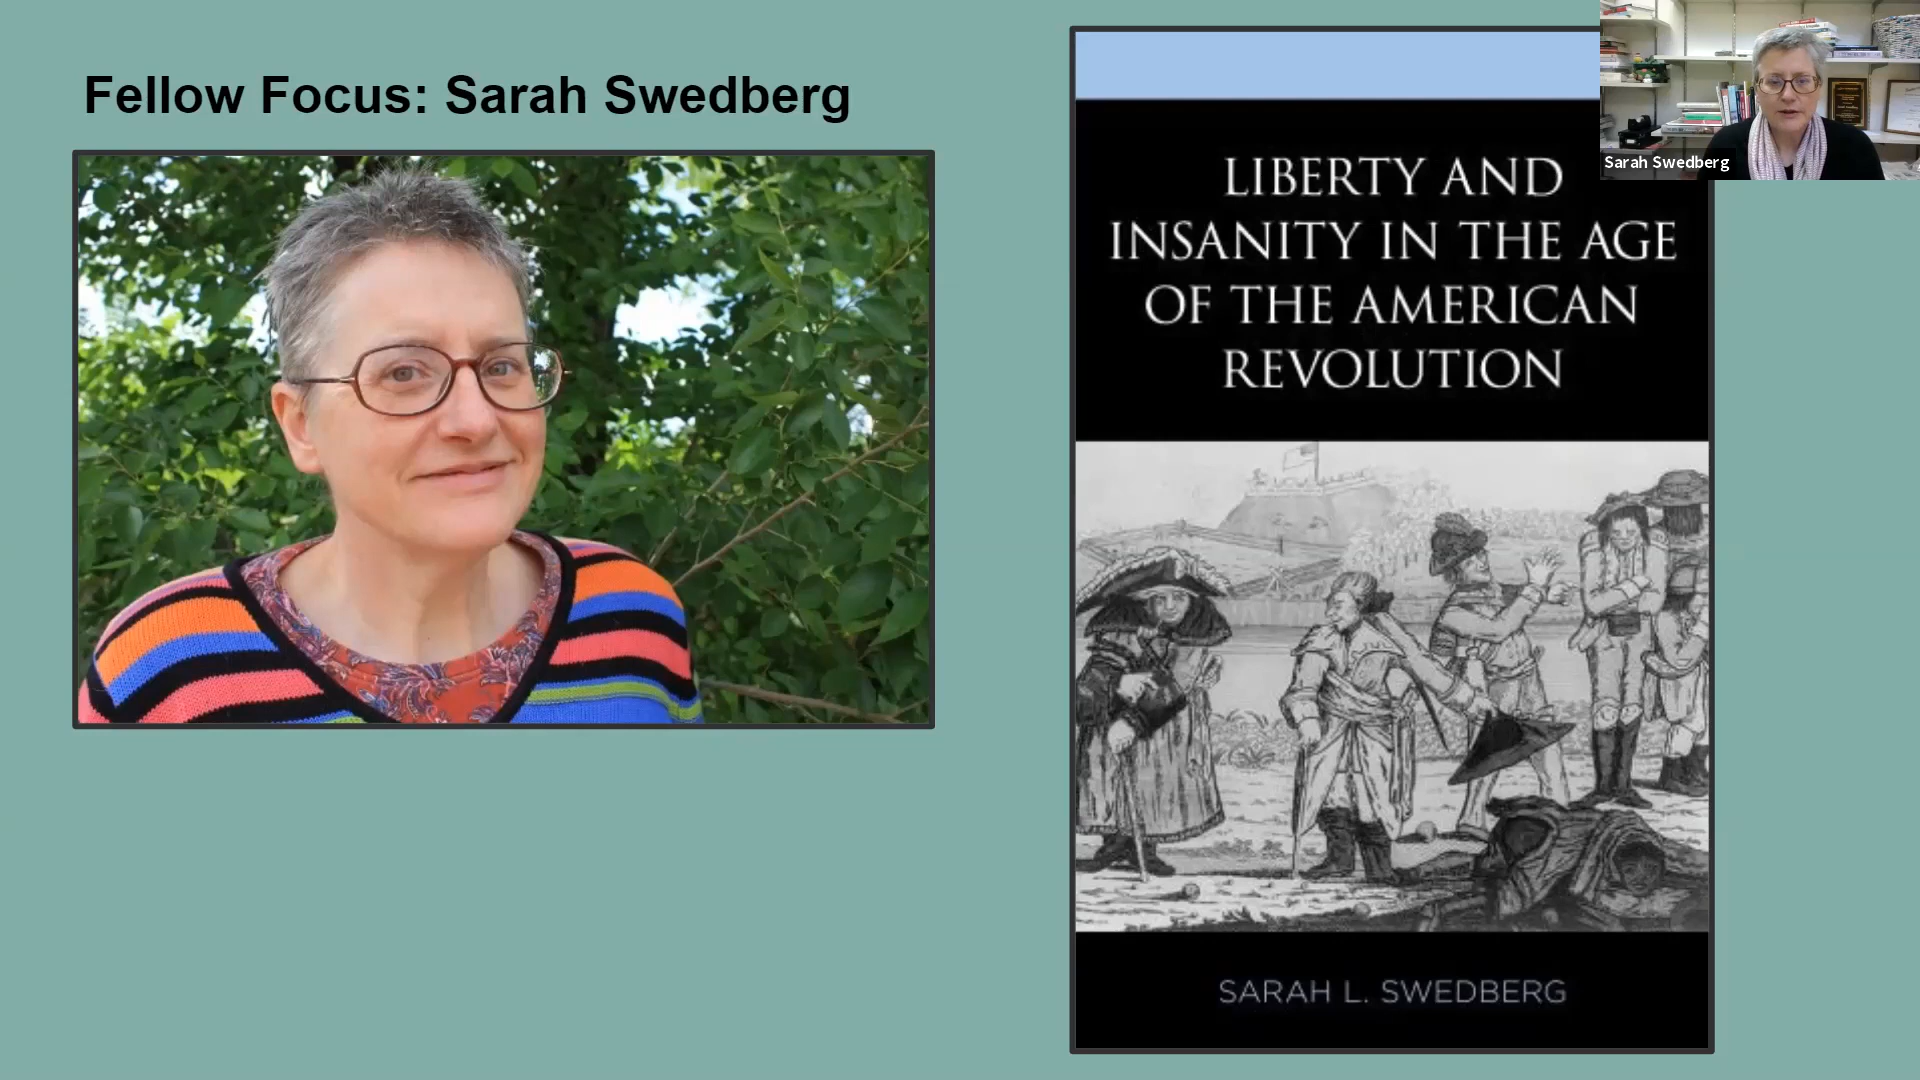 Fellow Focus: Sarah Swedberg
LIBERTY AND
INSANITY IN THE AGE
OF THE AMERICAN
REVOLUTION
SARAH L. SWEDBERG
Sarah Swedberg